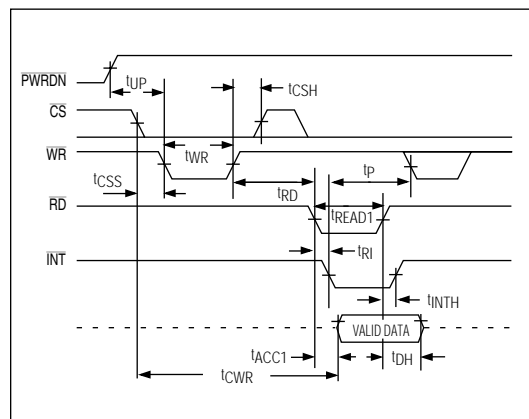 PWRDN
tUP
CS
tCSH
WR
tWR
tCSS
tRD
tP
RD
tREAD1
tRI
INT
tINTH
VALID DATA
tACC1
tDH
tCWR